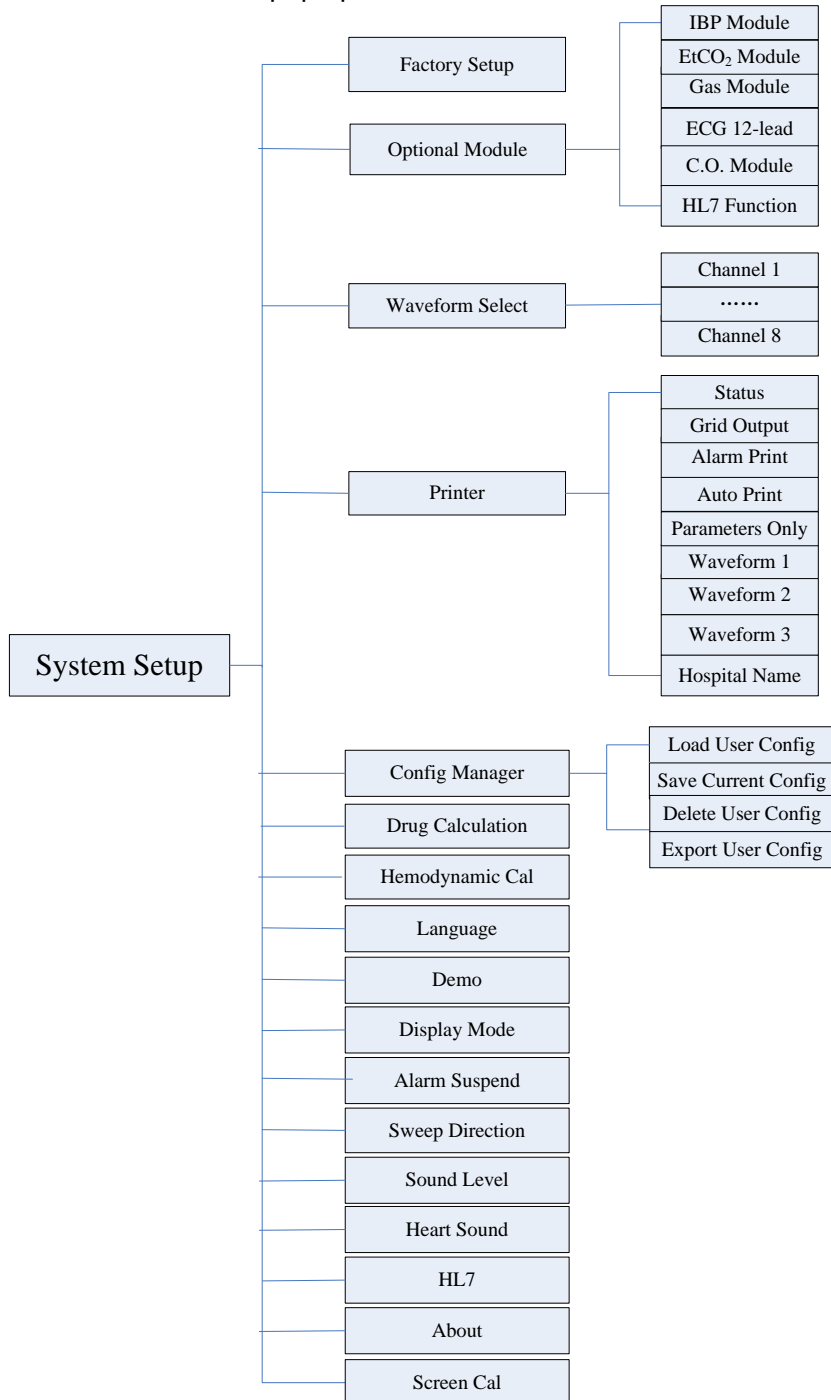 System Setup
Factory Setup
Optional Module
IBP Module
EtCO₂ Module
Gas Module
ECG 12-lead
C.O. Module
HL7 Function
Waveform Select
Channel 1
……
Channel 8
Printer
Status
Grid Output
Alarm Print
Auto Print
Parameters Only
Waveform 1
Waveform 2
Waveform 3
Hospital Name
Config Manager
Load User Config
Save Current Config
Delete User Config
Export User Config
Drug Calculation
Hemodynamic Cal
Language
Demo
Display Mode
Alarm Suspend
Sweep Direction
Sound Level
Heart Sound
HL7
About
Screen Cal